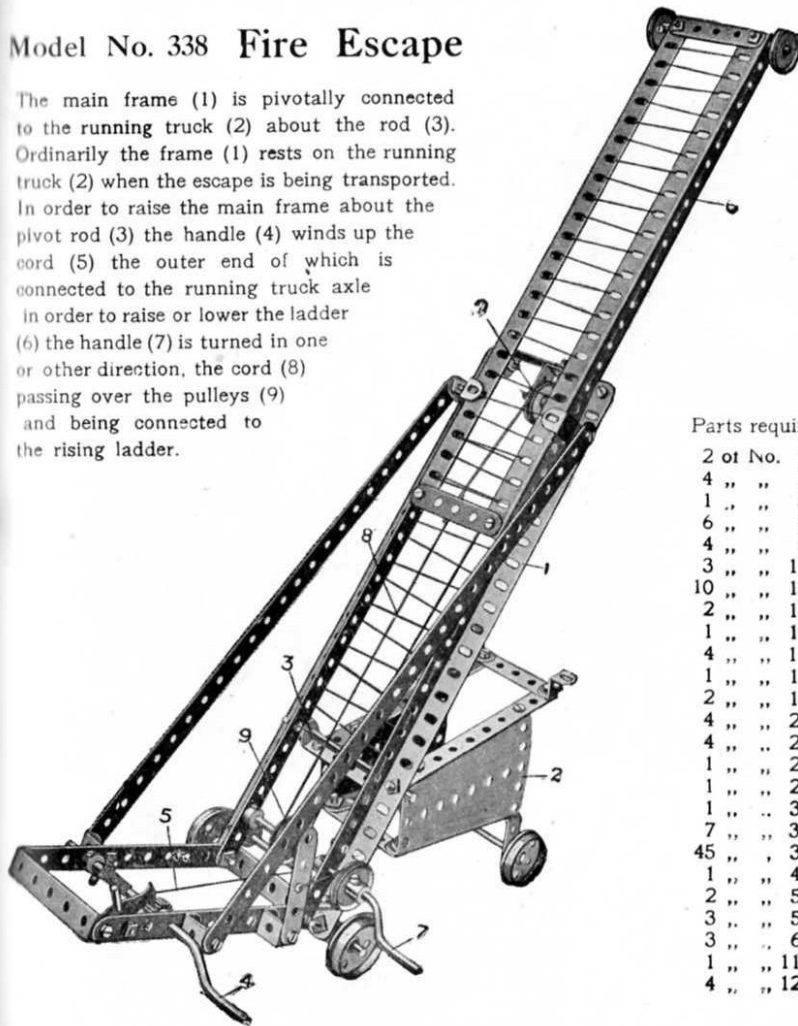 Model No. 338 Fire Escape
The main frame (1) is pivotally connected
to the running truck (2) about the rod (3).
Ordinarily the frame (1) rests on the running
truck (2) when the escape is being transported.
In order to raise the main frame about the
pivot rod (3) the handle (4) winds up the
cord (5) the outer end of which is
connected to the running truck axle
in order to raise or lower the ladder
(6) the handle (7) is turned in one
or other direction, the cord (8)
passing over the pulleys (9)
and being connected to
the rising ladder.
6
9
8
1
3
9
2
5
7
4
Parts requi
2 of No.
4 " "
1 " "
6 " "
4 " "
3 " " 1
10 " " 1
2 " " 1
1 " " 1
4 " " 1
1 " " 1
2 " " 1
4 " " 2
4 " " 2
1 " " 2
1 " " 2
1 " " 3
7 " " 3
45 " " 3
1 " " 4
2 " " 5
3 " " 5
3 " " 6
1 " " 11
4 " " 12